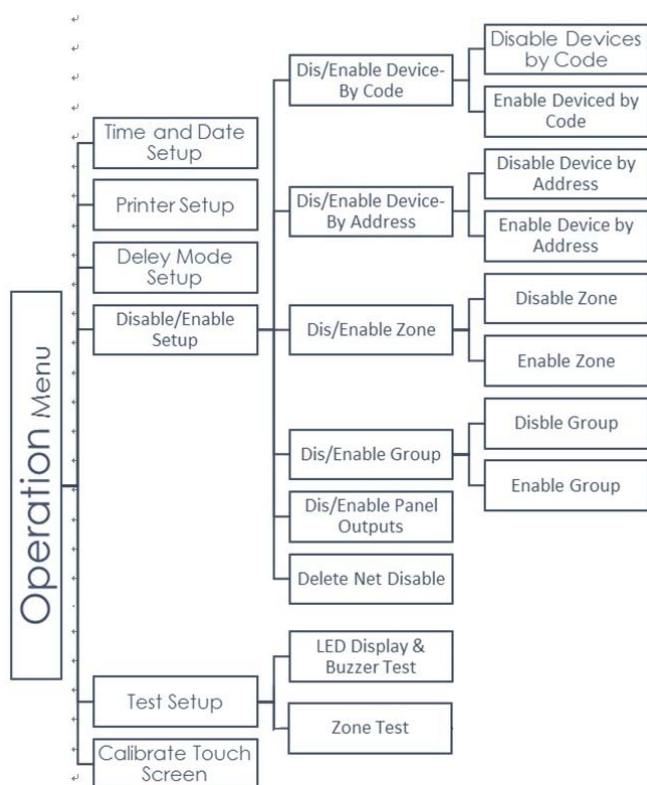 Operation Menu
Time and Date
Setup
Printer Setup
Deley Mode
Setup
Disable/Enable
Setup
Test Setup
Calibrate Touch
Screen
Dis/Enable Device-
By Code
Dis/Enable Device-
By Address
Dis/Enable Zone
Dis/Enable Group
Dis/Enable Panel
Outputs
Delete Net Disable
LED Display &
Buzzer Test
Zone Test
Disable Devices
by Code
Enable Deviced by
Code
Disable Device by
Address
Enable Device by
Address
Disable Zone
Enable Zone
Disble Group
Enable Group